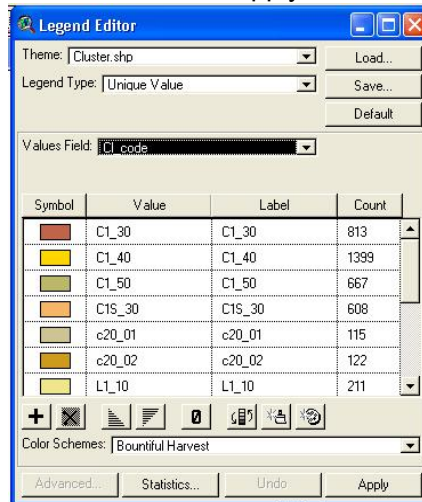 Legend Editor
Theme: Cluster.shp Load...
Legend Type: Unique Value Save...
Default
Values Field: Cl_code
Symbol Value Label Count
C1_30 C1_30 813
C1_40 C1_40 1399
C1_50 C1_50 667
C1S_30 C1S_30 608
c20_01 c20_01 115
c20_02 c20_02 122
L1_10 L1_10 211
Color Schemes: Bountiful Harvest
Advanced... Statistics... Undo Apply